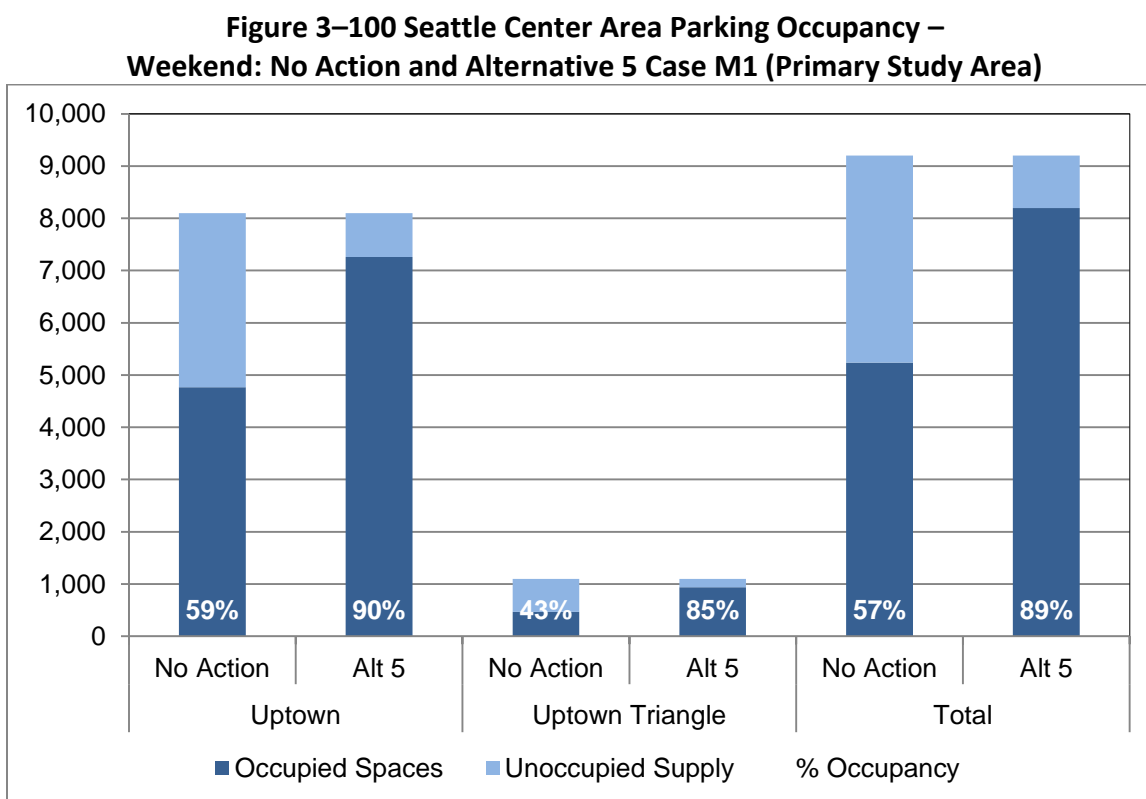 Figure 3–100 Seattle Center Area Parking Occupancy –
Weekend: No Action and Alternative 5 Case M1 (Primary Study Area)
10,000
9,000
8,000
7,000
6,000
5,000
4,000
3,000
2,000
1,000
0
59% 90% 43% 85% 57% 89%
No Action Alt 5 No Action Alt 5 No Action Alt 5
Uptown Uptown Triangle Total
Occupied Spaces Unoccupied Supply % Occupancy